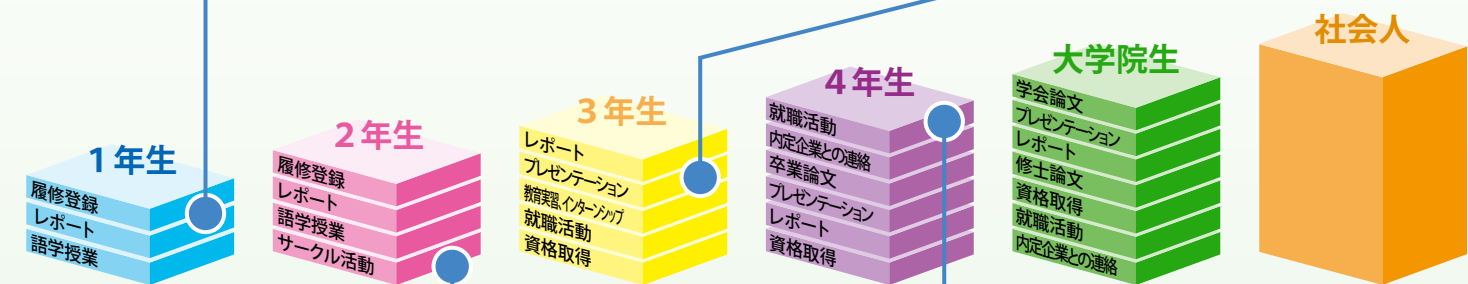 1年生
履修登録
レポート
語学授業
2年生
履修登録
レポート
語学授業
サークル活動
3年生
レポート
プレゼンテーション
教育実習、インターンシップ
就職活動
資格取得
4年生
就職活動
内定企業との連絡
卒業論文
プレゼンテーション
レポート
資格取得
大学院生
学会論文
プレゼンテーション
レポート
修士論文
資格取得
就職活動
内定企業との連絡
社会人